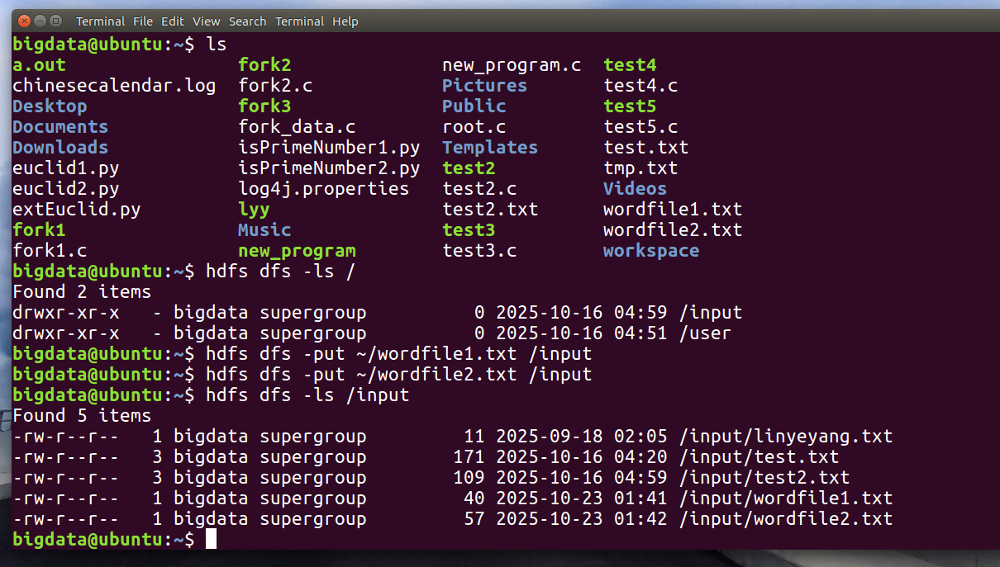 Terminal File Edit View Search Terminal Help
bigdata@ubuntu:~$ ls
a.out fork2 new_program.c test4
chinesecalendar.log fork2.c Pictures test4.c
Desktop fork3 Public test5
Documents fork_data.c root.c test5.c
Downloads isPrimeNumber1.py Templates test.txt
euclid1.py isPrimeNumber2.py test2 tmp.txt
euclid2.py log4j.properties test2.c Videos
extEuclid.py lyy test2.txt wordfile1.txt
fork1 Music test3 wordfile2.txt
fork1.c new_program test3.c workspace
bigdata@ubuntu:~$ hdfs dfs -ls /
Found 2 items
drwxr-xr-x - bigdata supergroup 0 2025-10-16 04:59 /input
drwxr-xr-x - bigdata supergroup 0 2025-10-16 04:51 /user
bigdata@ubuntu:~$ hdfs dfs -put ~/wordfile1.txt /input
bigdata@ubuntu:~$ hdfs dfs -put ~/wordfile2.txt /input
bigdata@ubuntu:~$ hdfs dfs -ls /input
Found 5 items
-rw-r--r-- 1 bigdata supergroup 11 2025-09-18 02:05 /input/linyeyang.txt
-rw-r--r-- 3 bigdata supergroup 171 2025-10-16 04:20 /input/test.txt
-rw-r--r-- 3 bigdata supergroup 109 2025-10-16 04:59 /input/test2.txt
-rw-r--r-- 1 bigdata supergroup 40 2025-10-23 01:41 /input/wordfile1.txt
-rw-r--r-- 1 bigdata supergroup 57 2025-10-23 01:42 /input/wordfile2.txt
bigdata@ubuntu:~$